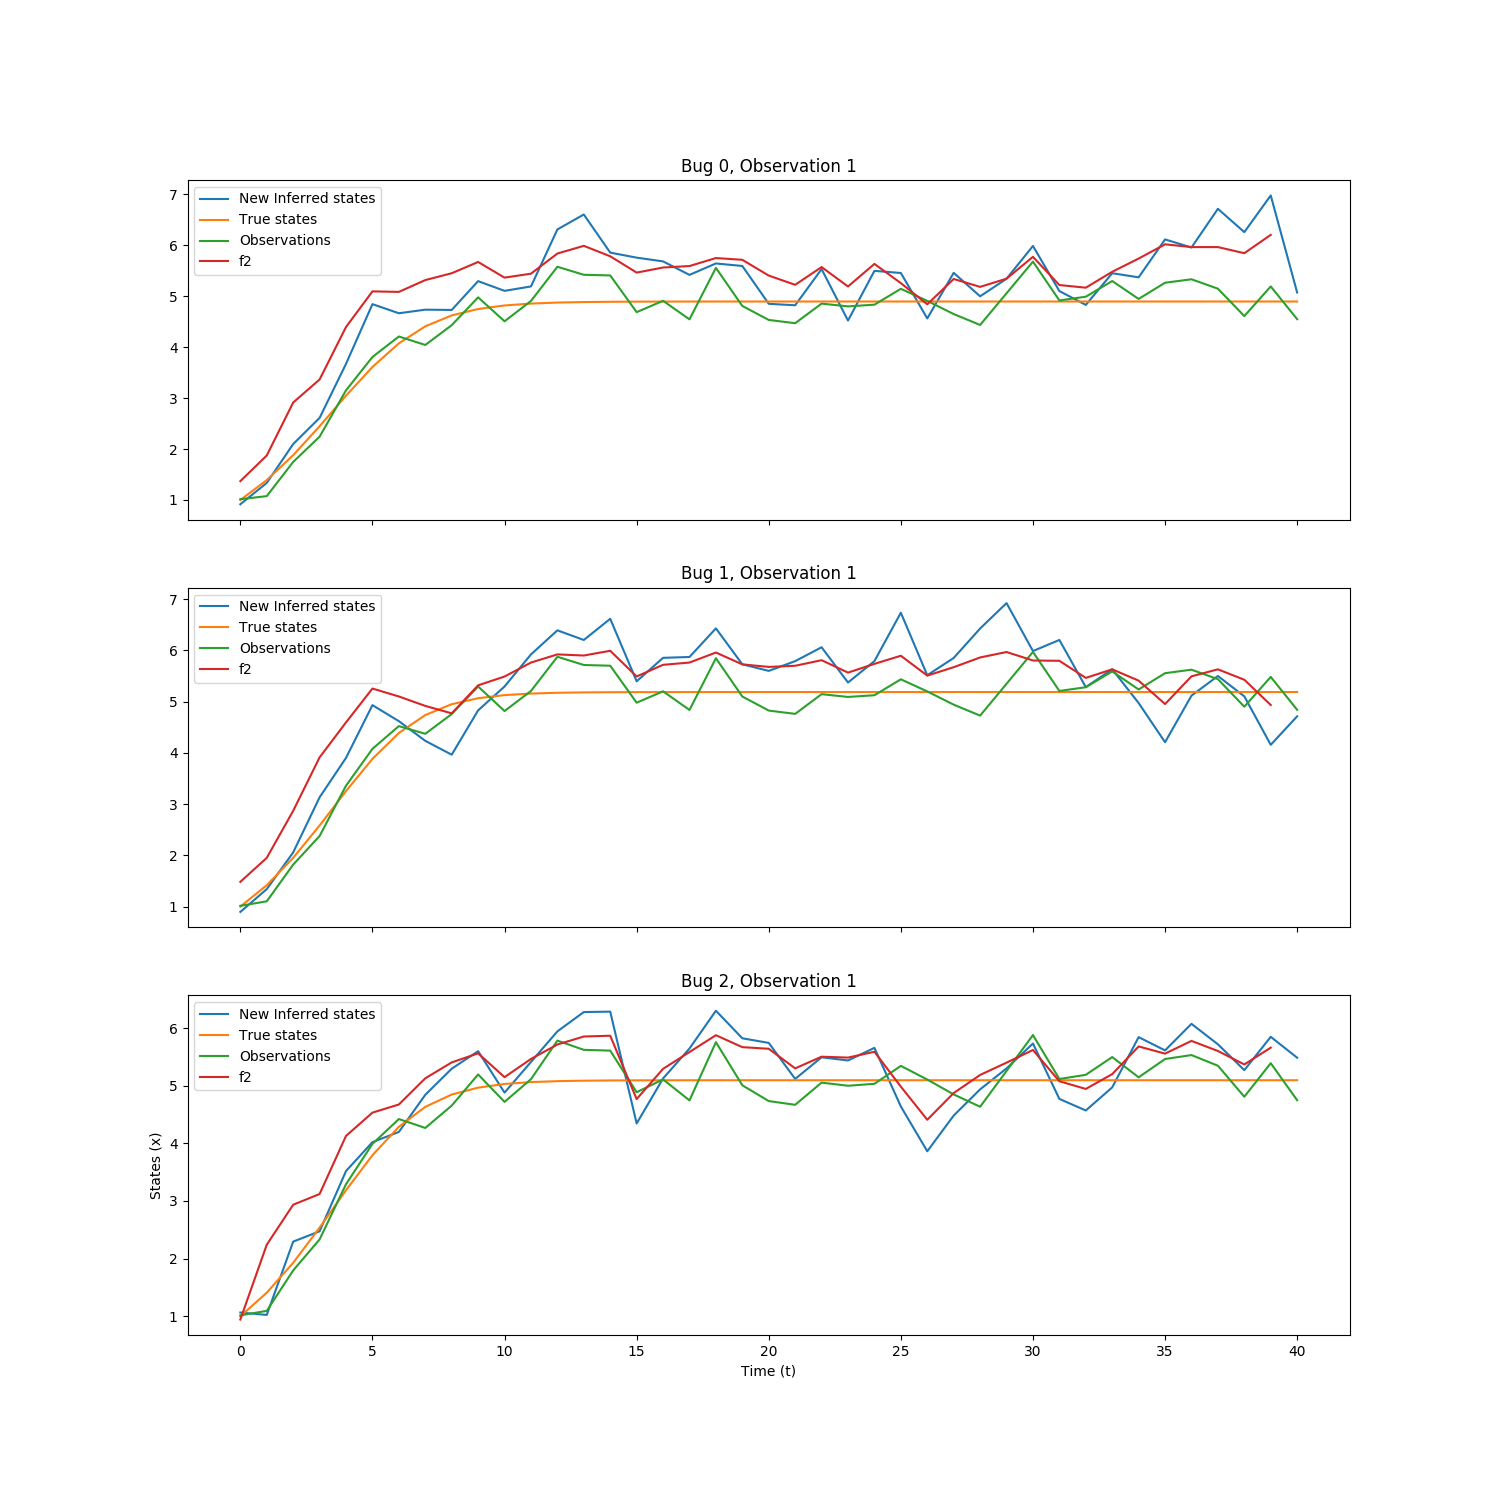 Bug 0, Observation 1
7
6
5
4
3
2
1
New Inferred states
True states
Observations
f2
Bug 1, Observation 1
7
6
5
4
3
2
1
New Inferred states
True states
Observations
f2
Bug 2, Observation 1
6
5
4
3
2
1
New Inferred states
True states
Observations
f2
States (x)
0 5 10 15 20 25 30 35 40
Time (t)